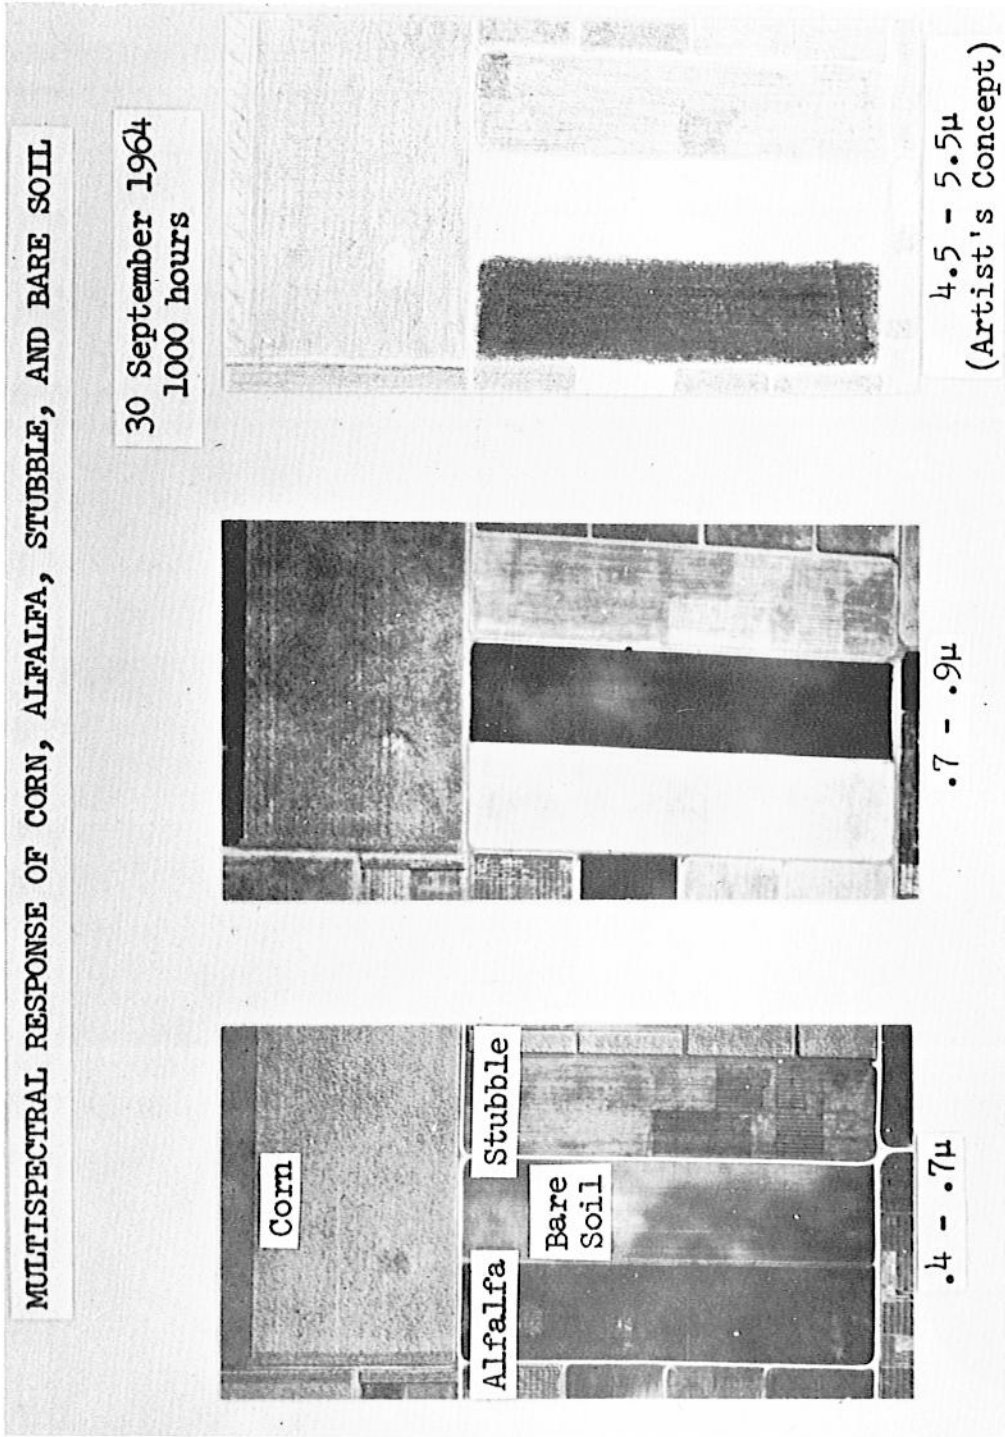 MULTISPECTRAL RESPONSE OF CORN, ALFALFA, STUBBLE, AND BARE SOIL
30 September 1964
1000 hours
Corn
Alfalfa
Bare
Soil
Stubble
.4 - .7μ
.7 - .9μ
4.5 - 5.5μ
(Artist's Concept)